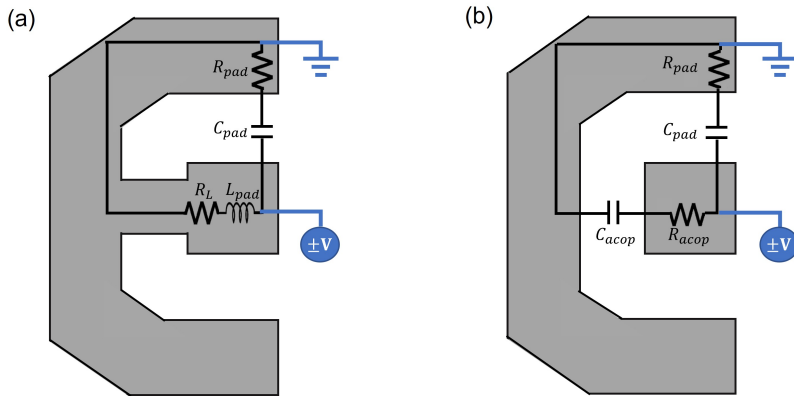 (a)
R_pad
C_pad
R_L L_pad
±V
(b)
R_pad
C_pad
C_acop R_acop
±V